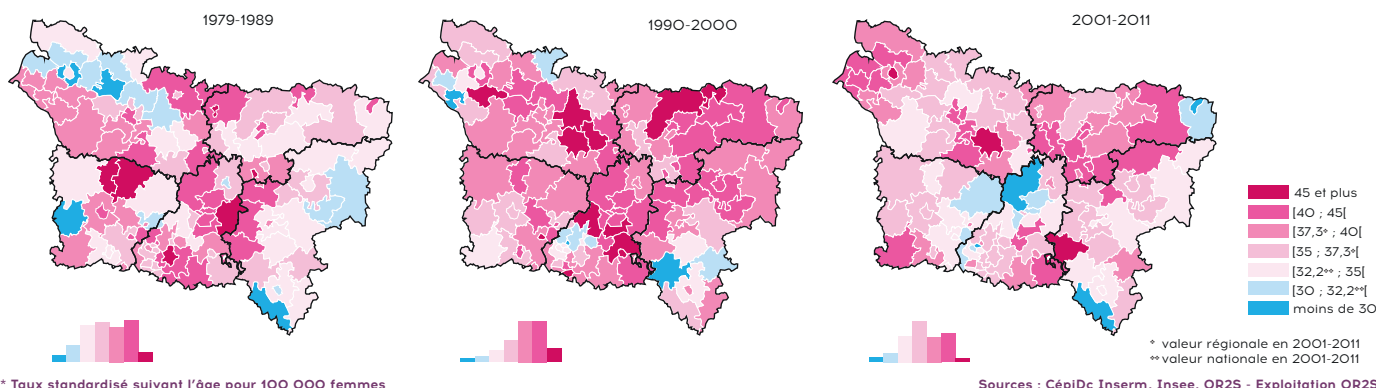 1979-1989
1990-2000
2001-2011
45 et plus
[40 ; 45[
[37,3* ; 40[
[35 ; 37,3*[
[32,2** ; 35[
[30 ; 32,2**[
moins de 30
* valeur régionale en 2001-2011
** valeur nationale en 2001-2011
* Taux standardisé suivant l'âge pour 100 000 femmes
Sources : CépiDc Inserm, Insee, OR2S - Exploitation OR2S